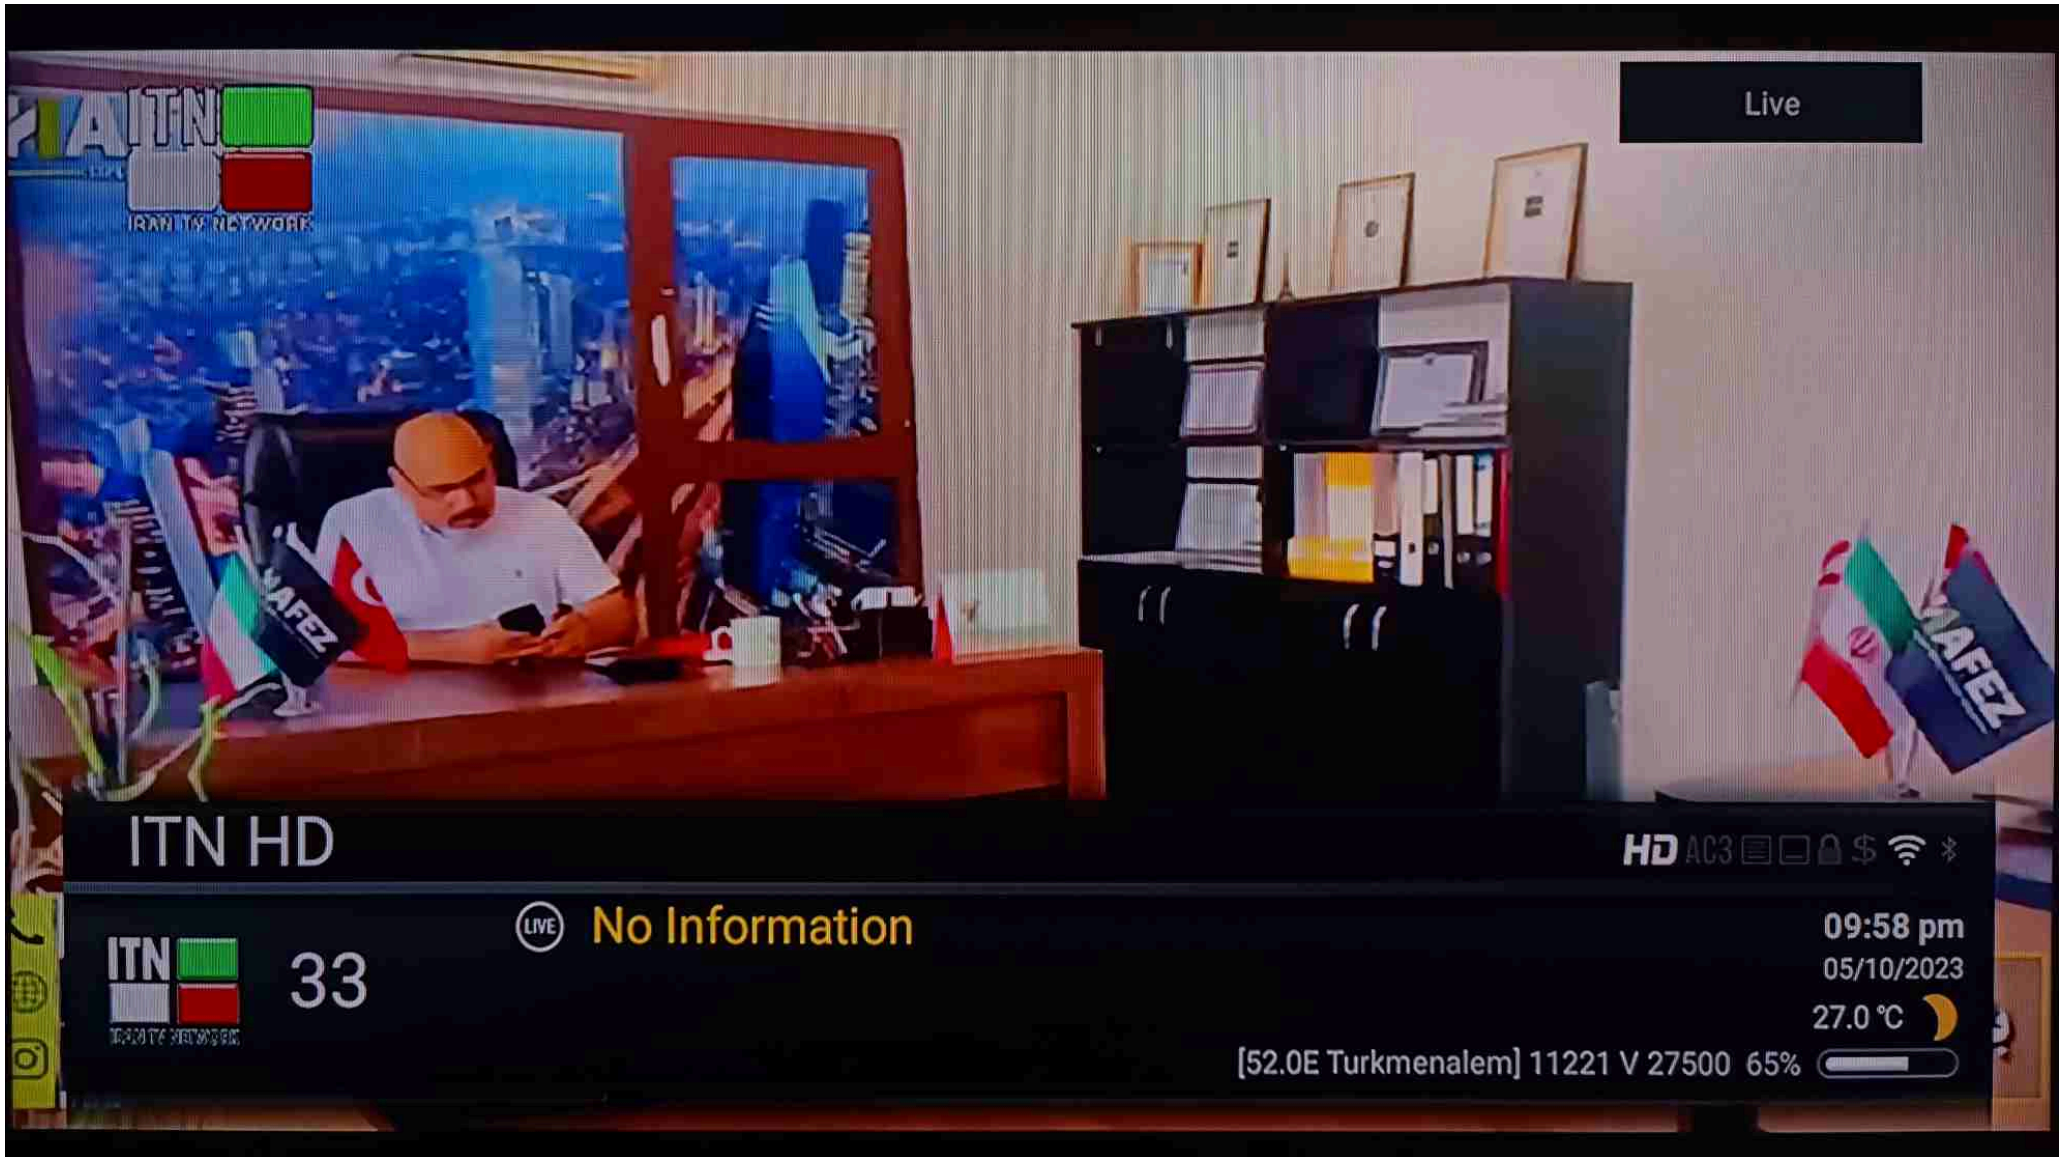 Live
ITN
IRAN TV NETWORK
HAFEZ
HAFEZ
ITN HD
HD AC3 $
LIVE No Information
ITN
33
IRAN TV NETWORK
09:58 pm
05/10/2023
27.0 °C
[52.0E Turkmenalem] 11221 V 27500 65%